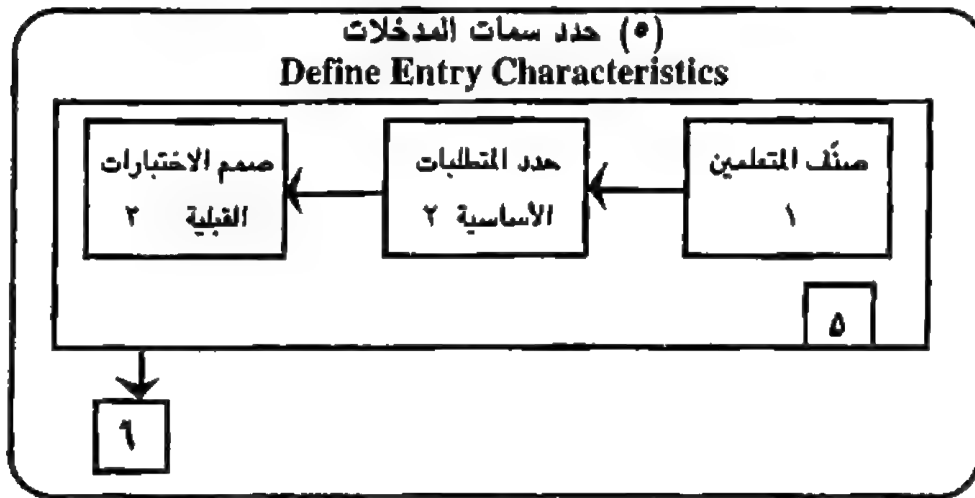 (٥) حدد سمات المدخلات
Define Entry Characteristics
صنّف المتعلمين
١
حدد المتطلبات
الأساسية ٢
صمم الاختبارات
القبلية ٣
٥
٦